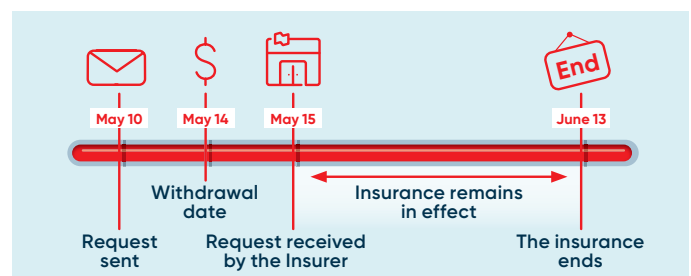 $
End
May 10
May 14
May 15
June 13
Withdrawal
date
Insurance remains
in effect
Request
sent
Request received
by the Insurer
The insurance
ends